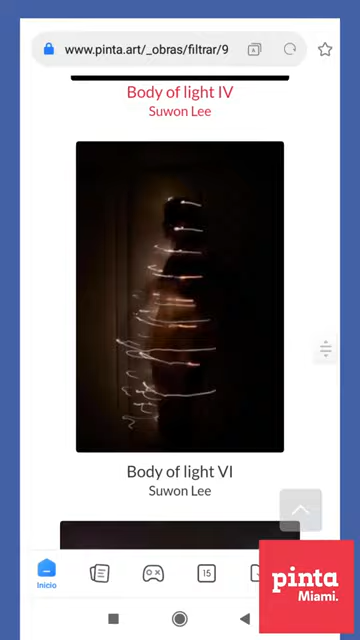 www.pinta.art/_obras/filtrar/9
A
Body of light IV
Suwon Lee
Body of light VI
Suwon Lee
Inicio
15
pinta
Miami.